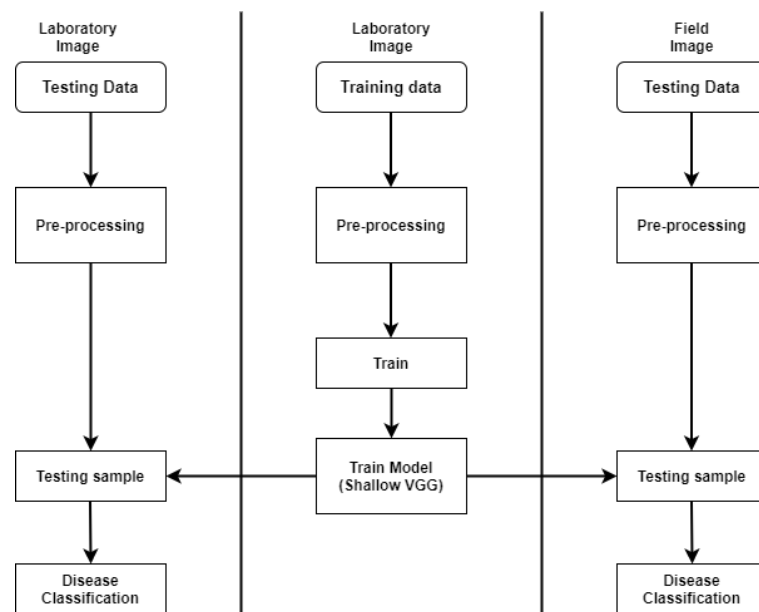 Laboratory
Image
Testing Data
Pre-processing
Testing sample
Disease
Classification
Laboratory
Image
Training data
Pre-processing
Train
Train Model
(Shallow VGG)
Field
Image
Testing Data
Pre-processing
Testing sample
Disease
Classification